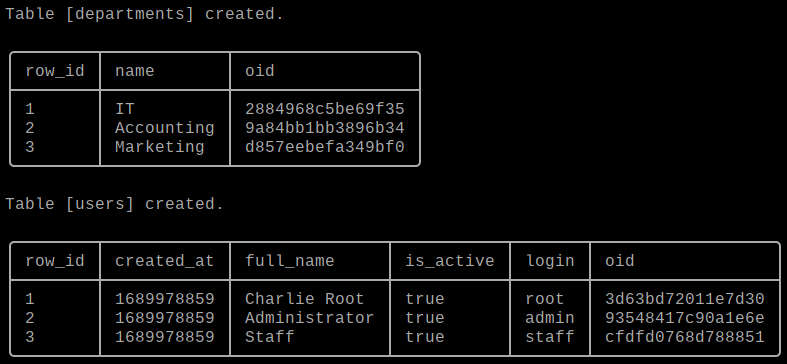 Table [departments] created.
row_id name oid
1 IT 2884968c5be69f35
2 Accounting 9a84bb1bb3896b34
3 Marketing d857eebefa349bf0
Table [users] created.
row_id created_at full_name is_active login oid
1 1689978859 Charlie Root true root 3d63bd72011e7d30
2 1689978859 Administrator true admin 93548417c90a1e6e
3 1689978859 Staff true staff cfdfd0768d788851